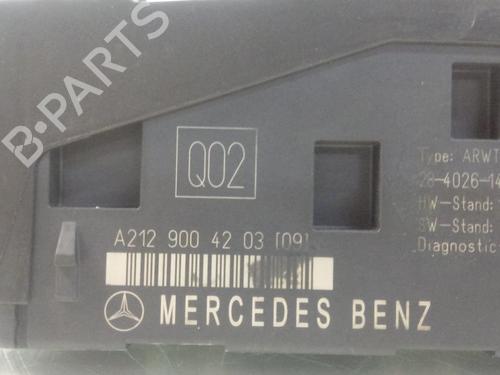 B-PARTS
Q02
Type: ARWT
28-4026-14
HW-Stand:
SW-Stand:
Diagnostic
A212 900 42 03 [09]
MERCEDES BENZ